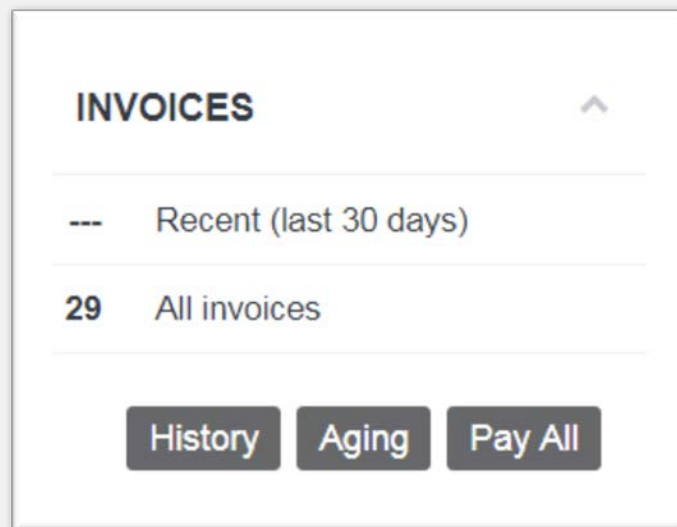 INVOICES
--- Recent (last 30 days)
29 All invoices
History Aging Pay All